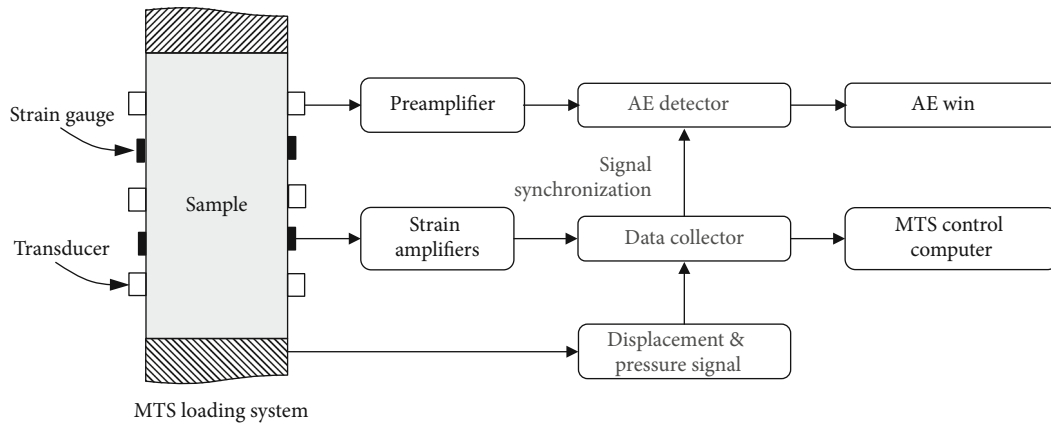 Strain gauge
Transducer
Sample
MTS loading system
Preamplifier
AE detector
AE win
Signal
synchronization
Strain
amplifiers
Data collector
MTS control
computer
Displacement &
pressure signal